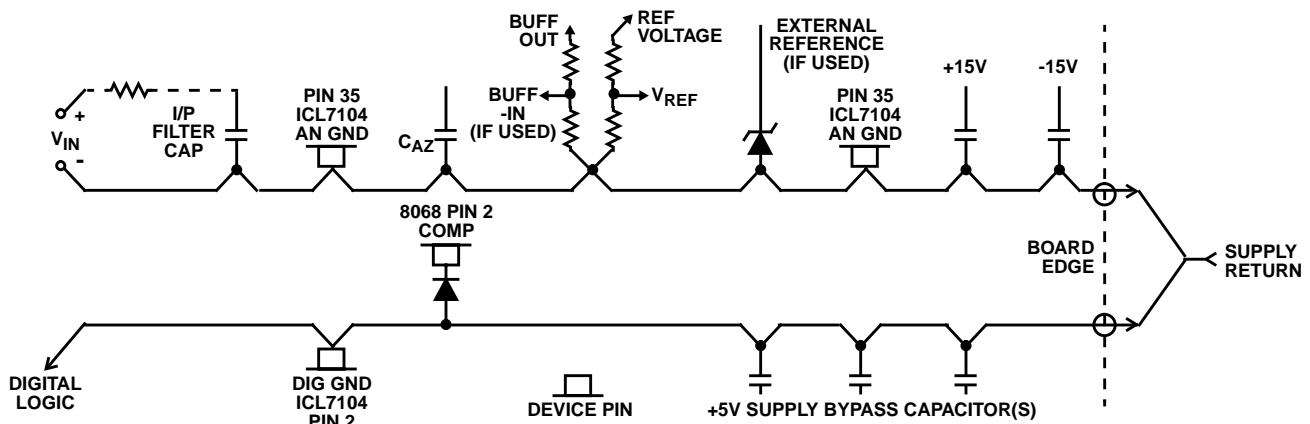 BUFF
OUT
REF
VOLTAGE
EXTERNAL
REFERENCE
(IF USED)
+15V
-15V
+
VIN
-
I/P
FILTER
CAP
PIN 35
ICL7104
AN GND
CAZ
BUFF
-IN
(IF USED)
VREF
PIN 35
ICL7104
AN GND
8068 PIN 2
COMP
BOARD
EDGE
SUPPLY
RETURN
DIGITAL
LOGIC
DIG GND
ICL7104
PIN 2
DEVICE PIN
+5V SUPPLY BYPASS CAPACITOR(S)